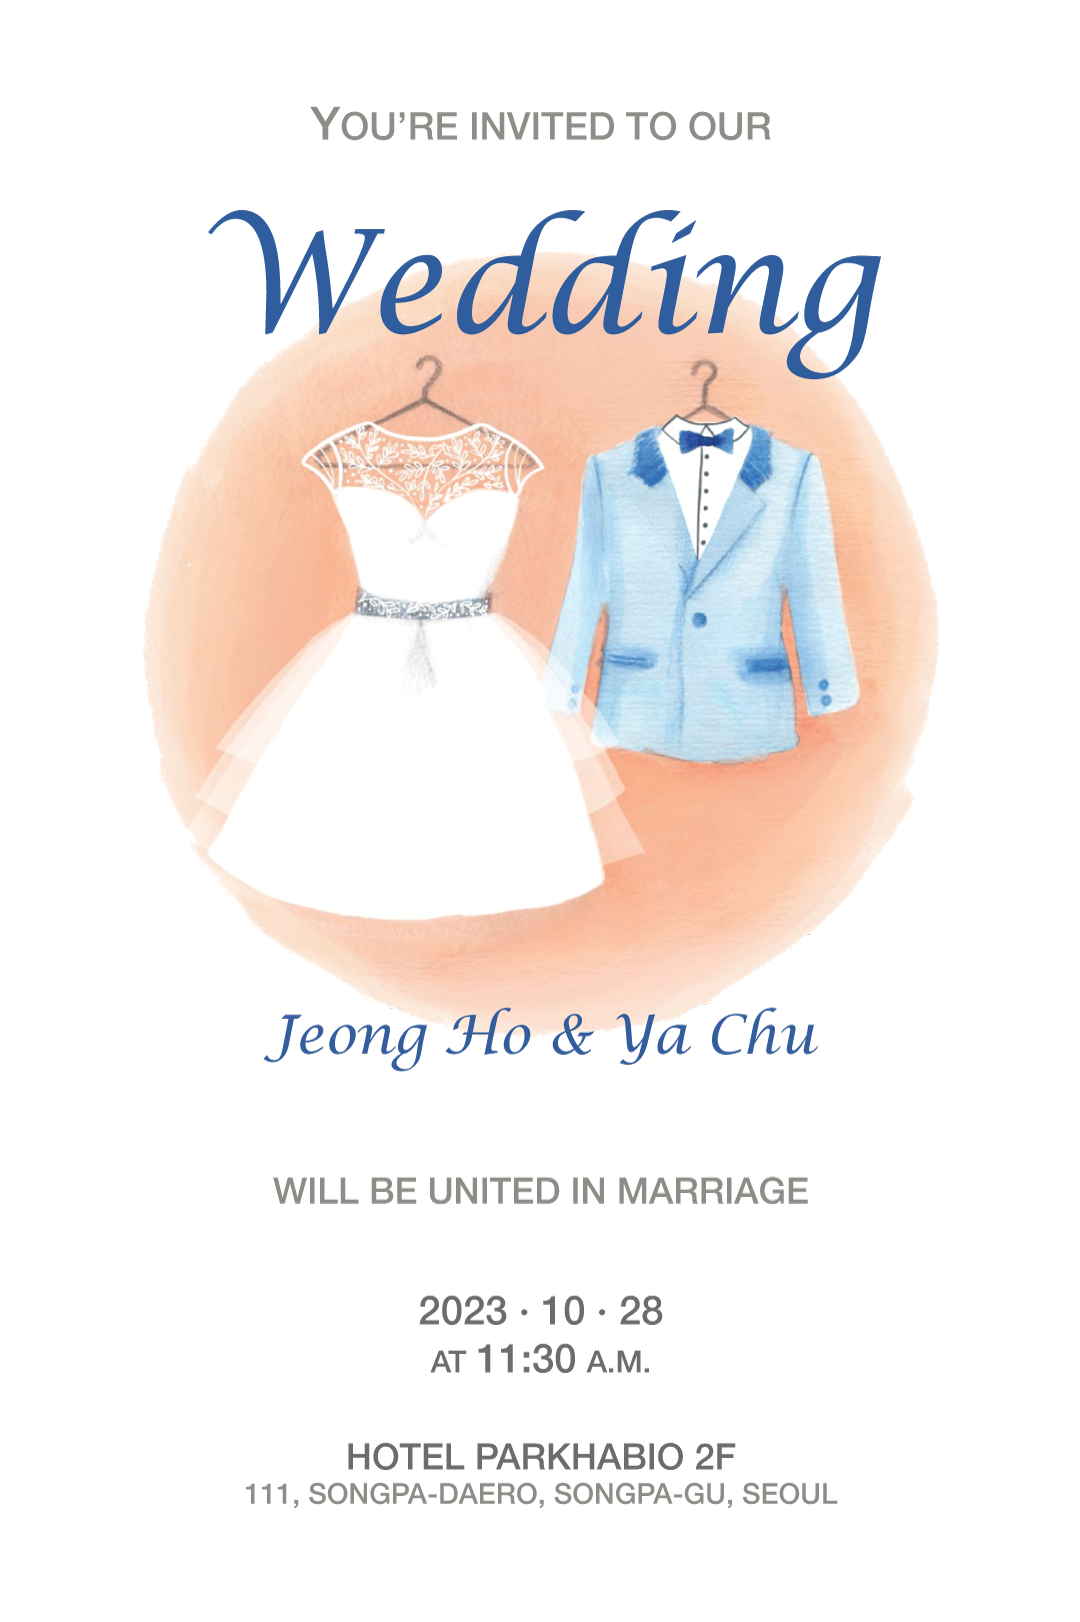 YOU'RE INVITED TO OUR
Wedding
Jeong Ho & Ya Chu
WILL BE UNITED IN MARRIAGE
2023 · 10 · 28
AT 11:30 A.M.
HOTEL PARKHABIO 2F
111, SONGPA-DAERO, SONGPA-GU, SEOUL